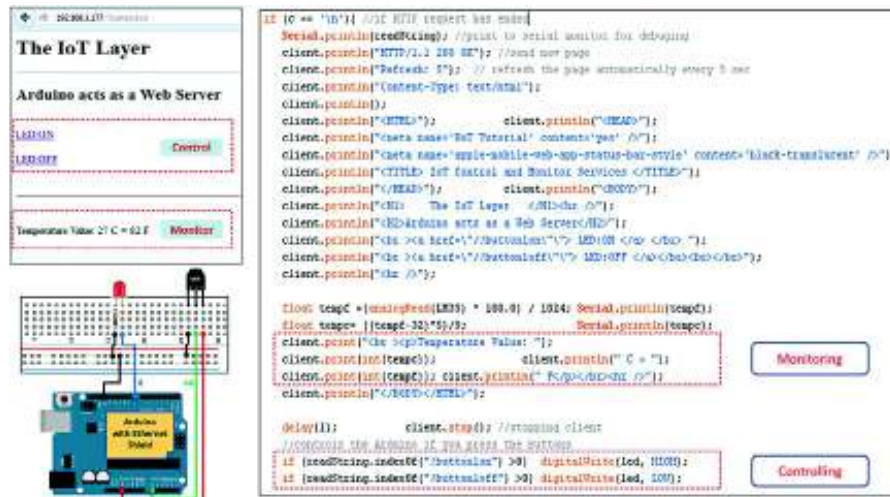 192.168.1.177
The IoT Layer
Arduino acts as a Web Server
LED:ON
Control
LED:OFF
Temperature Value: 27 C = 82 F
Monitor
Arduino
with Ethernet
Shield
if (c == '\n'){ //if HTTP request has ended
Serial.println(readString); //print to serial monitor for debuging
client.println("HTTP/1.1 200 OK"); //send new page
client.println("Refresh: 5"); // refresh the page automatically every 5 sec
client.println("Content-Type: text/html");
client.println();
client.println("<HTML>"); client.println("<HEAD>");
client.println("<meta name='IoT Tutorial' content='yes' />");
client.println("<meta name='apple-mobile-web-app-status-bar-style' content='black-translucent' />")
client.println("<TITLE> IoT Control and Monitor Services </TITLE>");
client.println("</HEAD>"); client.println("<BODY>");
client.println("<H1> The IoT Layer </H1><hr />");
client.println("<H2>Arduino acts as a Web Server</H2>");
client.println("<br ><a href=\"/?buttonlon\"\"> LED:ON </a> </br> ");
client.println("<br ><a href=\"/?buttonloff\"\"> LED:OFF </a></br><br></br>");
client.println("<hr />");
float tempf =(analogRead(LM35) * 100.0) / 1024; Serial.println(tempf);
float tempc= ((tempf-32)*5)/9; Serial.println(tempc);
client.print("<br ><p>Temperature Value: ");
client.print(int(tempc)); client.println(" C = ");
client.print(int(tempf)); client.println(" F</p></br><hr />");
client.println("</BODY></HTML>");
Monitoring
delay(1); client.stop(); //stopping client
//controls the Arduino if you press the buttons
if (readString.indexOf("?buttonlon") >0) digitalWrite(led, HIGH);
if (readString.indexOf("?buttonloff") >0) digitalWrite(led, LOW);
Controlling